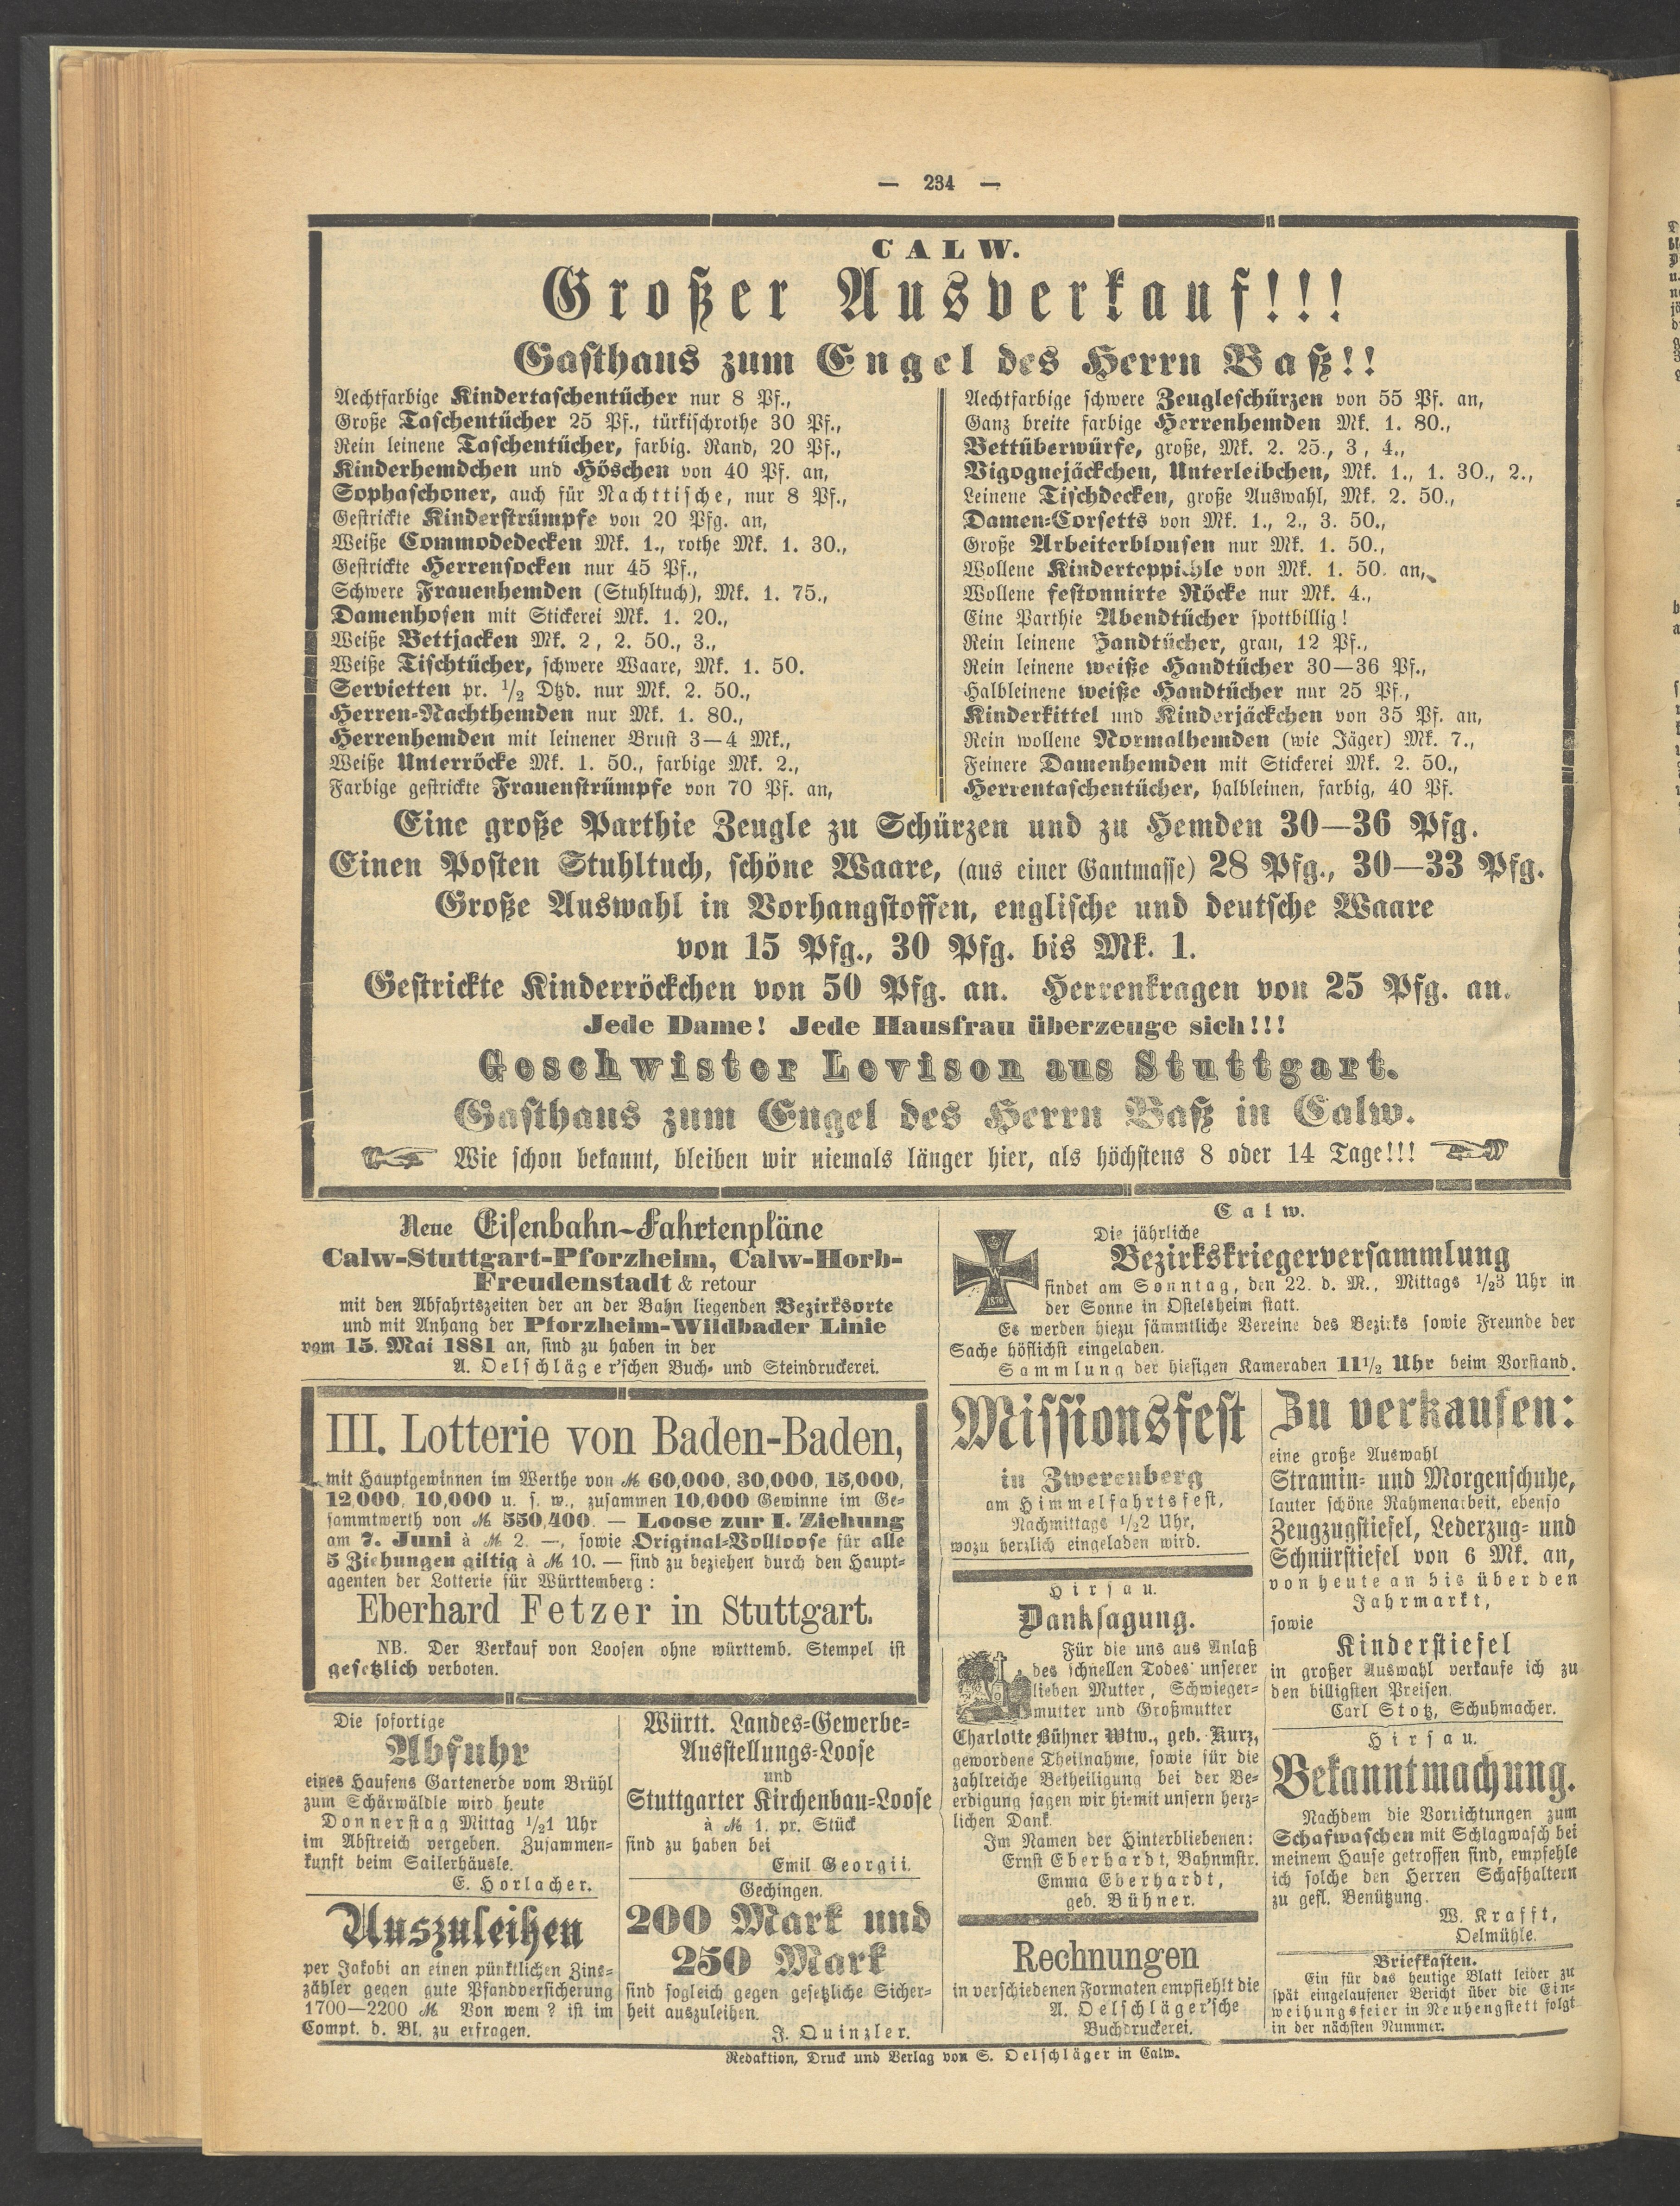 — 234 —
CALW.
Großer Ausverkauf!!!
Gasthaus zum Engel des Herrn Baß!!
Aechtfarbige Kindertaschentücher nur 8 Pf.,
Große Taschentücher 25 Pf., türkischrothe 30 Pf.,
Rein leinene Taschentücher, farbig. Rand, 20 Pf.,
Kinderhemdchen und Höschen von 40 Pf. an,
Sophaschoner, auch für Nachttische, nur 8 Pf.,
Gestrickte Kinderstrümpfe von 20 Pfg. an,
Weiße Commodedecken Mk. 1., rothe Mk. 1. 30.,
Gestrickte Herrensocken nur 45 Pf.,
Schwere Frauenhemden (Stuhltuch), Mk. 1. 75.,
Damenhosen mit Stickerei Mk. 1. 20.,
Weiße Bettjacken Mk. 2, 2. 50., 3.,
Weiße Tischtücher, schwere Waare, Mk. 1. 50.
Servietten pr. 1/2 Dtzd. nur Mk. 2. 50.,
Herren-Nachthemden nur Mk. 1. 80.,
Herrenhemden mit leinener Brust 3—4 Mk.,
Weiße Unterröcke Mk. 1. 50., farbige Mk. 2.,
Farbige gestrickte Frauenstrümpfe von 70 Pf. an,
Aechtfarbige schwere Zeugleschürzen von 55 Pf. an,
Ganz breite farbige Herrenhemden Mk. 1. 80.,
Bettüberwürfe, große, Mk. 2. 25., 3, 4.,
Vigognejäckchen, Unterleibchen, Mk. 1., 1. 30., 2.,
Leinene Tischdecken, große Auswahl, Mk. 2. 50.,
Damen-Corsetts von Mk. 1., 2., 3. 50.,
Große Arbeiterblousen nur Mk. 1. 50.,
Wollene Kinderteppichle von Mk. 1. 50. an,
Wollene festonnirte Röcke nur Mk. 4.,
Eine Parthie Abendtücher spottbillig!
Rein leinene Handtücher, grau, 12 Pf.,
Rein leinene weiße Handtücher 30—36 Pf.,
Halbleinene weiße Handtücher nur 25 Pf.,
Kinderkittel und Kinderjäckchen von 35 Pf. an,
Rein wollene Normalhemden (wie Jäger) Mk. 7.,
Feinere Damenhemden mit Stickerei Mk. 2. 50.,
Herrentaschentücher, halbleinen, farbig, 40 Pf.
Eine große Parthie Zeugle zu Schürzen und zu Hemden 30—36 Pfg.
Einen Posten Stuhltuch, schöne Waare, (aus einer Gantmasse) 28 Pfg., 30—33 Pfg.
Große Auswahl in Vorhangstoffen, englische und deutsche Waare
von 15 Pfg., 30 Pfg. bis Mk. 1.
Gestrickte Kinderröckchen von 50 Pfg. an. Herrenkragen von 25 Pfg. an.
Jede Dame! Jede Hausfrau überzeuge sich!!!
Geschwister Levison aus Stuttgart.
Gasthaus zum Engel des Herrn Baß in Calw.
Wie schon bekannt, bleiben wir niemals länger hier, als höchstens 8 oder 14 Tage!!!
Neue Eisenbahn-Fahrtenpläne
Calw-Stuttgart-Pforzheim, Calw-Horb-
Freudenstadt & retour
mit den Abfahrtszeiten der an der Bahn liegenden Bezirksorte
und mit Anhang der Pforzheim-Wildbader Linie
vom 15. Mai 1881 an, sind zu haben in der
A. Oelschläger'schen Buch- und Steindruckerei.
III. Lotterie von Baden-Baden,
mit Hauptgewinnen im Werthe von ℳ 60,000, 30,000, 15,000,
12,000, 10,000 u. s. w., zusammen 10,000 Gewinne im Ge-
sammtwerth von ℳ 550,400. — Loose zur I. Ziehung
am 7. Juni à ℳ 2. —, sowie Original-Vollloose für alle
5 Ziehungen giltig à ℳ 10. — sind zu beziehen durch den Haupt-
agenten der Lotterie für Württemberg:
Eberhard Fetzer in Stuttgart.
NB. Der Verkauf von Loosen ohne württemb. Stempel ist
gesetzlich verboten.
Die sofortige
Abfuhr
eines Haufens Gartenerde vom Brühl
zum Schärwäldle wird heute
Donnerstag Mittag 1/21 Uhr
im Abstreich vergeben. Zusammen-
kunft beim Sailerhäusle.
E. Horlacher.
Auszuleihen
per Jakobi an einen pünktlichen Zins-
zähler gegen gute Pfandversicherung
1700—2200 ℳ Von wem? ist im
Compt. d. Bl. zu erfragen.
Württ. Landes-Gewerbe-
Ausstellungs-Loose
und
Stuttgarter Kirchenbau-Loose
à ℳ 1. pr. Stück
sind zu haben bei
Emil Georgii.
Gechingen.
200 Mark und
250 Mark
sind sogleich gegen gesetzliche Sicher-
heit auszuleihen.
J. Quinzler.
Calw.
Die jährliche
Bezirkskriegerversammlung
findet am Sonntag, den 22. d. M., Mittags 1/23 Uhr in
der Sonne in Ostelsheim statt.
Es werden hiezu sämmtliche Vereine des Bezirks sowie Freunde der
Sache höflichst eingeladen.
Sammlung der hiesigen Kameraden 11 1/2 Uhr beim Vorstand.
W
1870
Missionsfest
in Zwerenberg
am Himmelfahrtsfest,
Nachmittags 1/22 Uhr,
wozu herzlich eingeladen wird.
Hirsau.
Danksagung.
Für die uns aus Anlaß
des schnellen Todes unserer
lieben Mutter, Schwieger-
mutter und Großmutter
Charlotte Bühner Wtw., geb. Kurz,
gewordene Theilnahme, sowie für die
zahlreiche Betheiligung bei der Be-
erdigung sagen wir hiemit unsern herz-
lichen Dank.
Im Namen der Hinterbliebenen:
Ernst Eberhardt, Bahnmstr.
Emma Eberhardt,
geb. Bühner.
Rechnungen
in verschiedenen Formaten empfiehlt die
A. Oelschläger'sche
Buchdruckerei.
Zu verkaufen:
eine große Auswahl
Stramin- und Morgenschuhe,
lauter schöne Rahmenarbeit, ebenso
Zeugzugstiefel, Lederzug- und
Schnürstiefel von 6 Mk. an,
von heute an bis über den
Jahrmarkt,
sowie
Kinderstiefel
in großer Auswahl verkaufe ich zu
den billigsten Preisen.
Carl Stotz, Schuhmacher.
Hirsau.
Bekanntmachung.
Nachdem die Vorrichtungen zum
Schafwaschen mit Schlagwasch bei
meinem Hause getroffen sind, empfehle
ich solche den Herren Schafhaltern
zu gefl. Benützung.
W. Krafft,
Oelmühle.
Briefkasten.
Ein für das heutige Blatt leider zu
spät eingelaufener Bericht über die Ein-
weihungsfeier in Neuhengstett folgt
in der nächsten Nummer.
Redaktion, Druck und Verlag von S. Oelschläger in Calw.